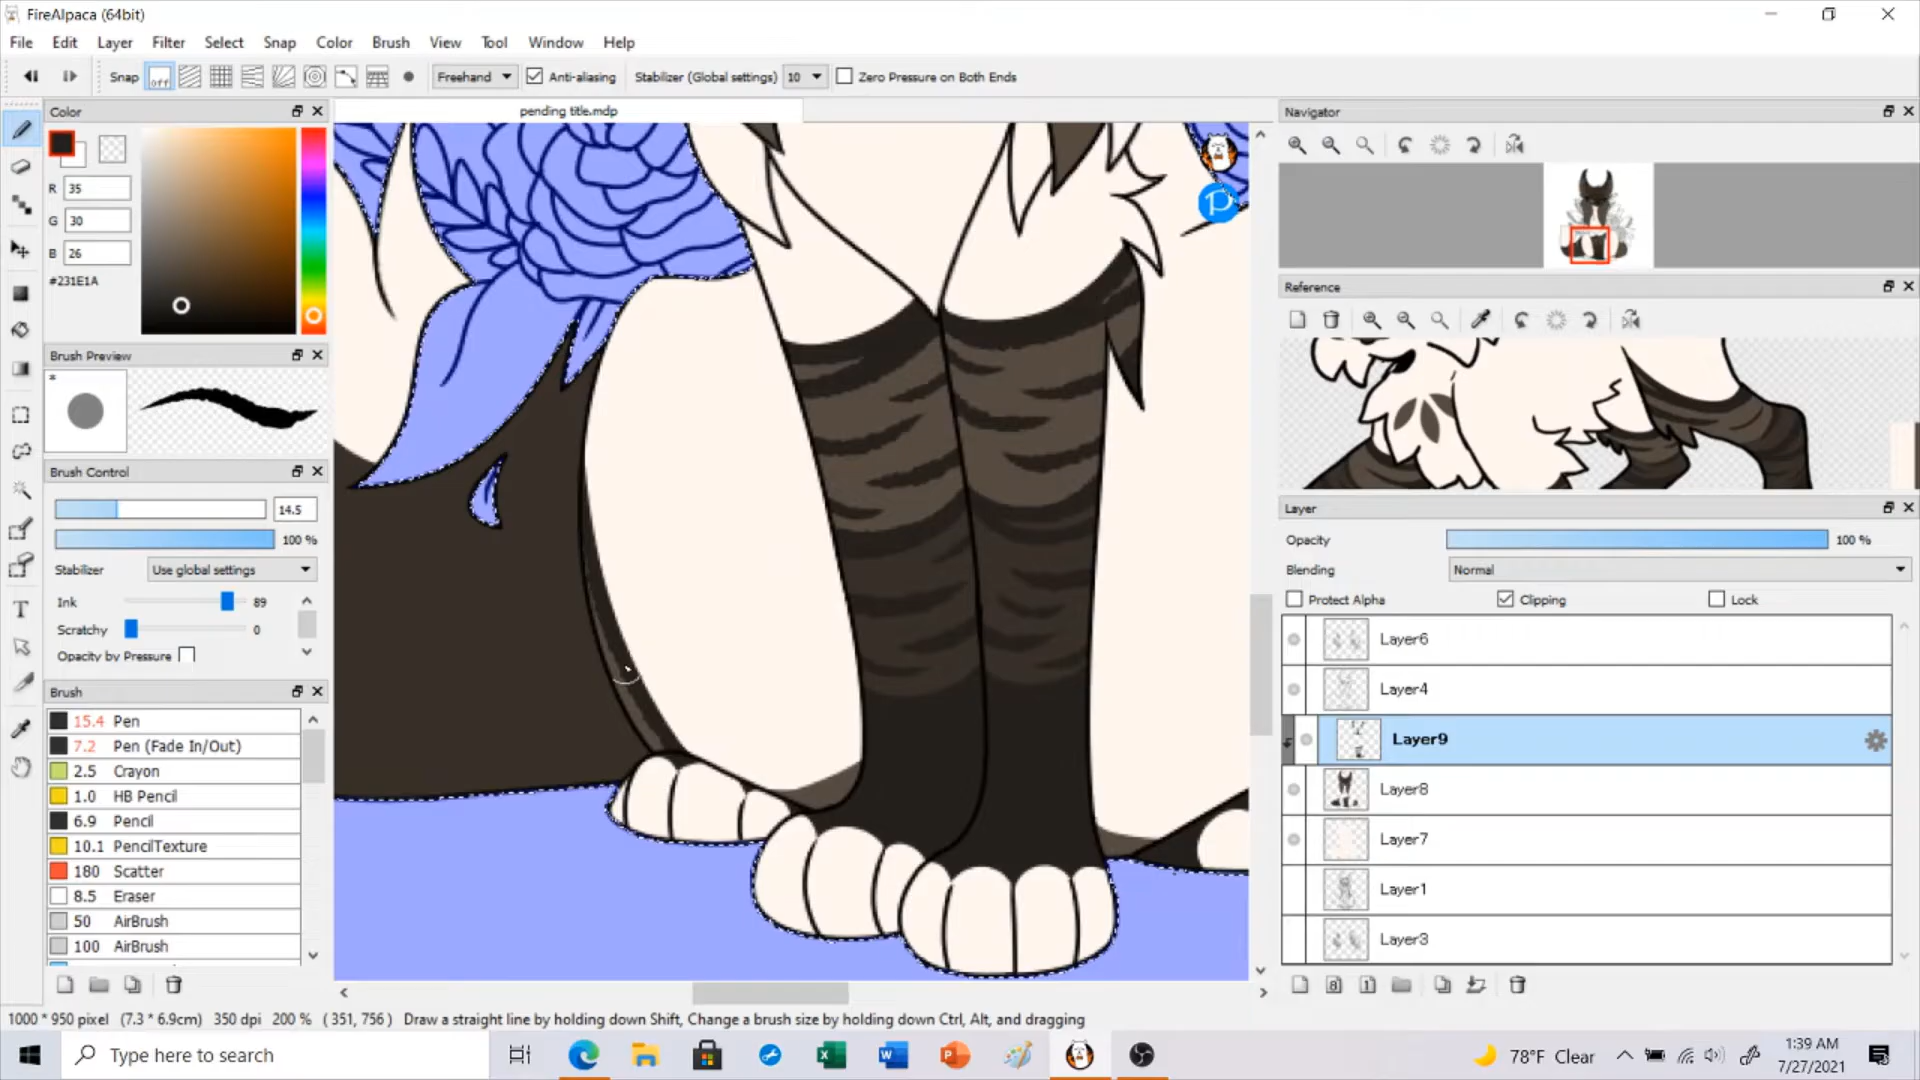 FireAlpaca (64bit)
File Edit Layer Filter Select Snap Color Brush View Tool Window Help
Snap off Freehand Anti-aliasing Stabilizer (Global settings) 10 Zero Pressure on Both Ends
Color
pending title.mdp
Navigator
R 35
G 30
B 26
#231E1A
Reference
Brush Preview
*
Brush Control
14.5
100 %
Stabilizer Use global settings
Ink 89
Scratchy 0
Opacity by Pressure
Brush
15.4 Pen
7.2 Pen (Fade In/Out)
2.5 Crayon
1.0 HB Pencil
6.9 Pencil
10.1 PencilTexture
180 Scatter
8.5 Eraser
50 AirBrush
100 AirBrush
Layer
Opacity 100 %
Blending Normal
Protect Alpha Clipping Lock
Layer6
Layer4
Layer9
Layer8
Layer7
Layer1
Layer3
1000 * 950 pixel (7.3 * 6.9cm) 350 dpi 200 % ( 351, 756 ) Draw a straight line by holding down Shift, Change a brush size by holding down Ctrl, Alt, and dragging
Type here to search
78°F Clear
1:39 AM
7/27/2021